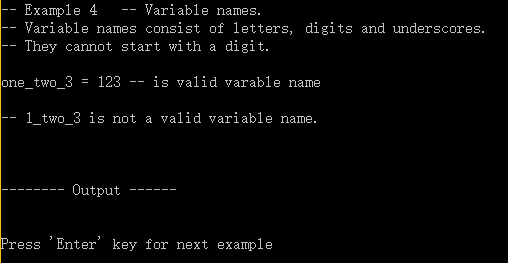 -- Example 4   -- Variable names.
-- Variable names consist of letters, digits and underscores.
-- They cannot start with a digit.
one_two_3 = 123 -- is valid varable name
-- 1_two_3 is not a valid variable name.
-------- Output ------
Press 'Enter' key for next example